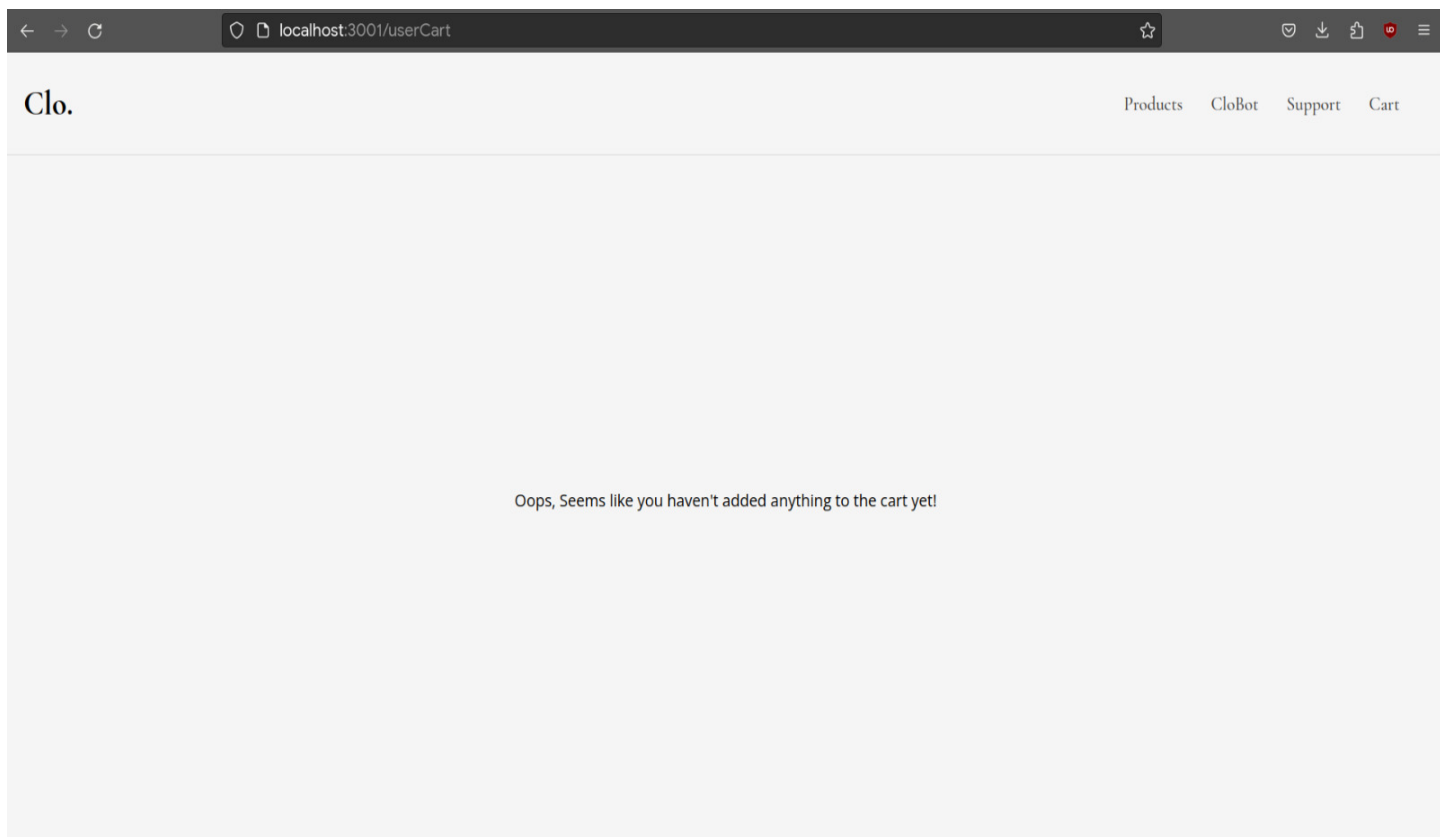 localhost:3001/userCart
Clo.
Products CloBot Support Cart
Oops, Seems like you haven't added anything to the cart yet!